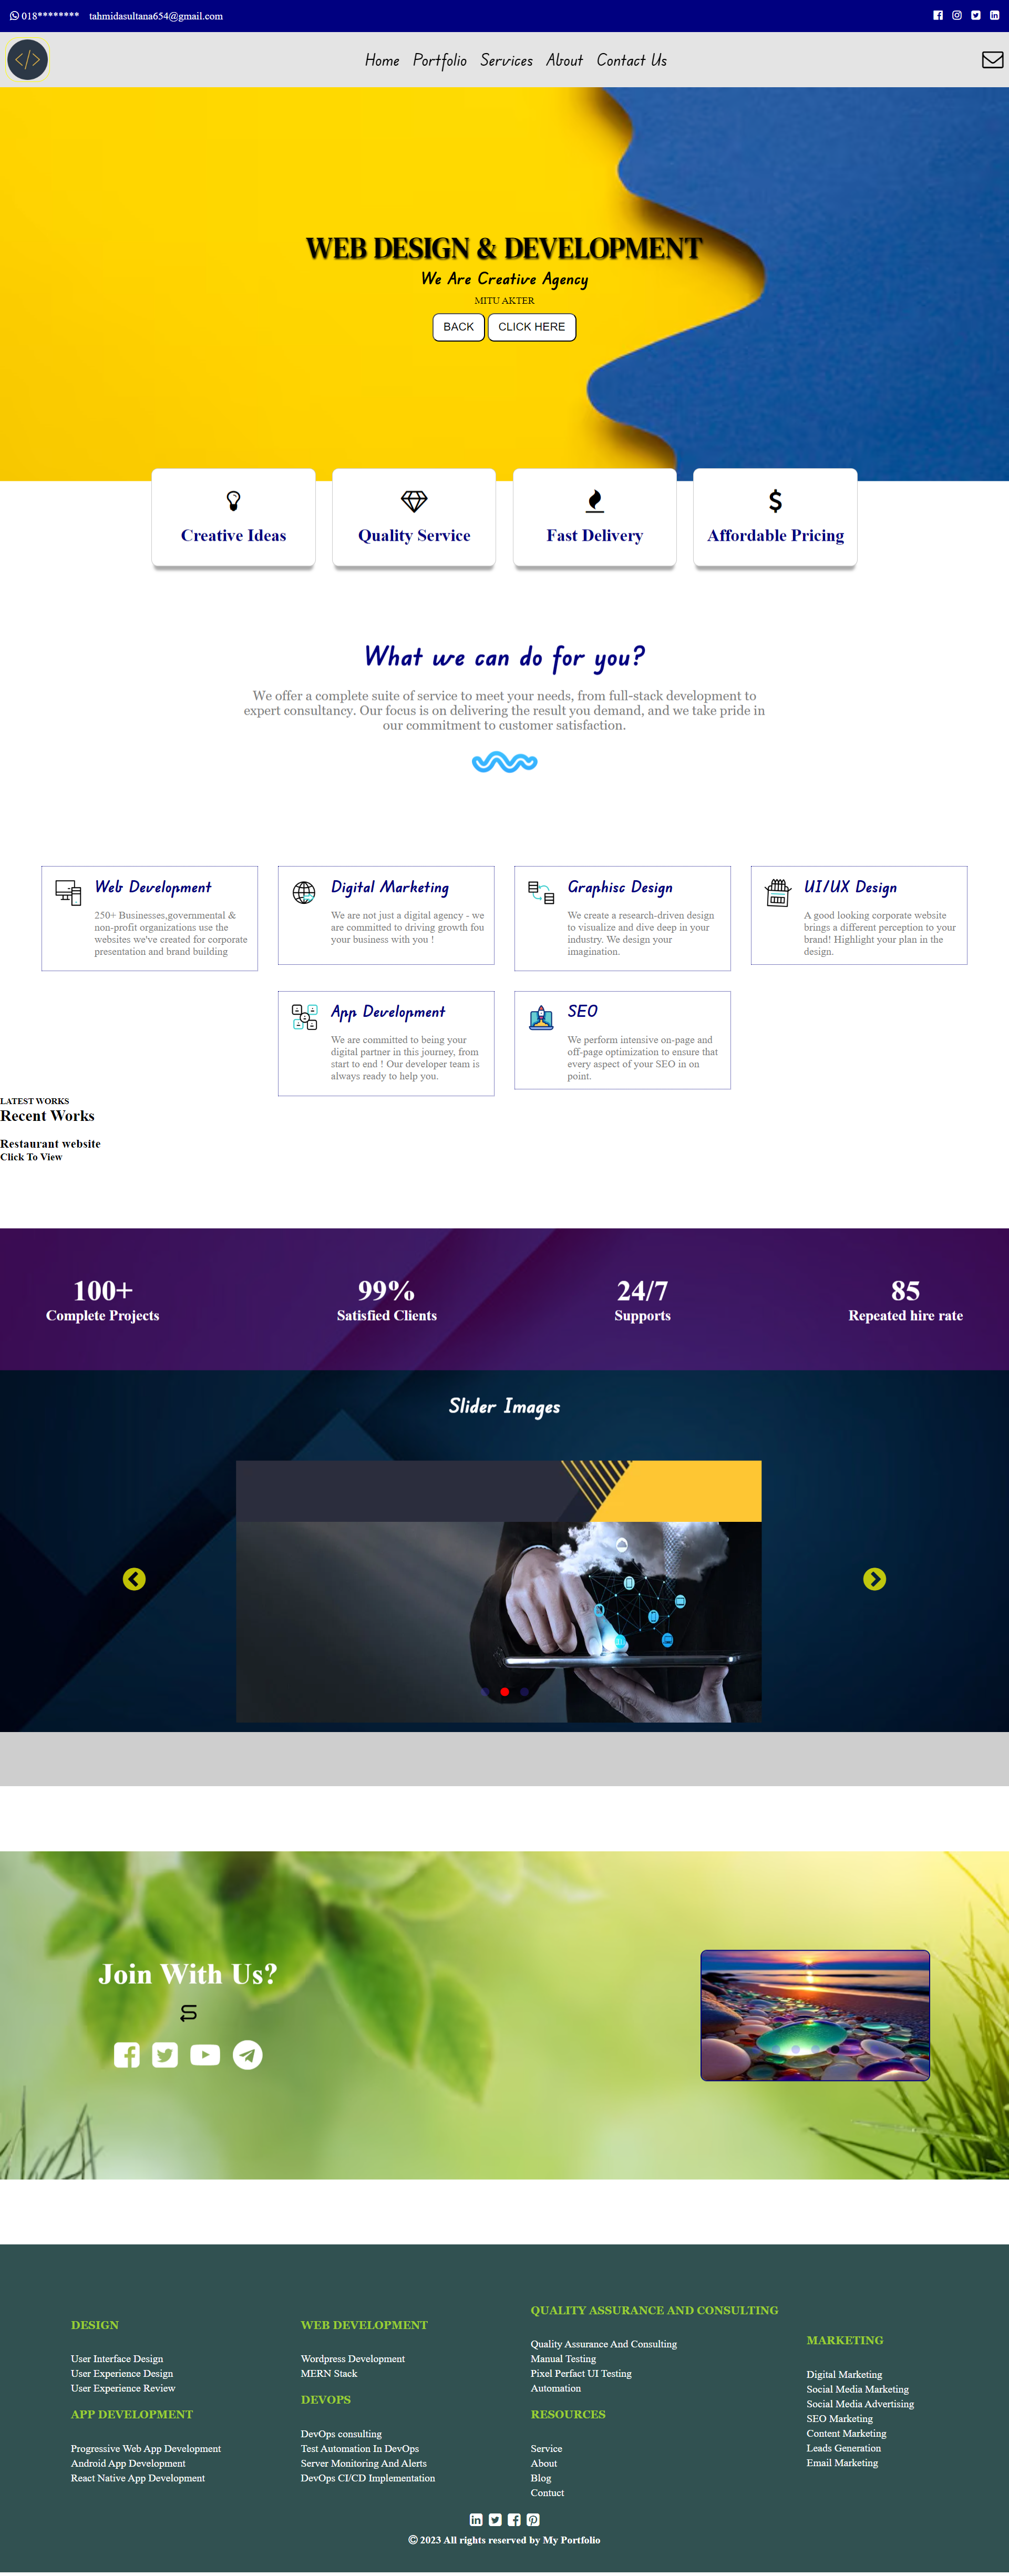 018******** tahmidasultana654@gmail.com
</>
Home Portfolio Services About Contact Us
WEB DESIGN & DEVELOPMENT
We Are Creative Agency
MITU AKTER
BACK CLICK HERE
Creative Ideas
Quality Service
Fast Delivery
Affordable Pricing
What we can do for you?
We offer a complete suite of service to meet your needs, from full-stack development to
expert consultancy. Our focus is on delivering the result you demand, and we take pride in
our commitment to customer satisfaction.
Web Development
250+ Businesses,governmental &
non-profit organizations use the
websites we've created for corporate
presentation and brand building
Digital Marketing
We are not just a digital agency - we
are committed to driving growth fou
your business with you !
Graphisc Design
We create a research-driven design
to visualize and dive deep in your
industry. We design your
imagination.
UI/UX Design
A good looking corporate website
brings a different perception to your
brand! Highlight your plan in the
design.
App Development
We are committed to being your
digital partner in this journey, from
start to end ! Our developer team is
always ready to help you.
SEO
We perform intensive on-page and
off-page optimization to ensure that
every aspect of your SEO in on
point.
LATEST WORKS
Recent Works
Restaurant website
Click To View
100+
Complete Projects
99%
Satisfied Clients
24/7
Supports
85
Repeated hire rate
Slider Images
Join With Us?
DESIGN
User Interface Design
User Experience Design
User Experience Review
APP DEVELOPMENT
Progressive Web App Development
Android App Development
React Native App Development
WEB DEVELOPMENT
Wordpress Development
MERN Stack
DEVOPS
DevOps consulting
Test Automation In DevOps
Server Monitoring And Alerts
DevOps CI/CD Implementation
QUALITY ASSURANCE AND CONSULTING
Quality Assurance And Consulting
Manual Testing
Pixel Perfact UI Testing
Automation
RESOURCES
Service
About
Blog
Contuct
MARKETING
Digital Marketing
Social Media Marketing
Social Media Advertising
SEO Marketing
Content Marketing
Leads Generation
Email Marketing
© 2023 All rights reserved by My Portfolio